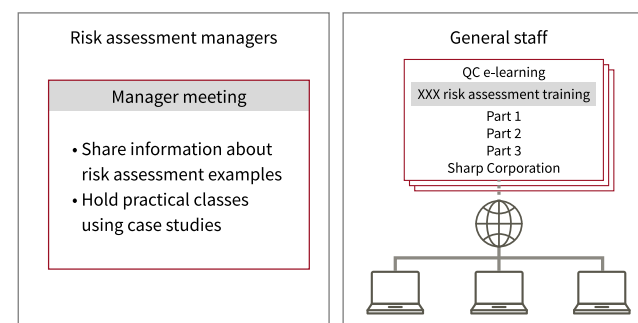 Risk assessment managers
Manager meeting
• Share information about
risk assessment examples
• Hold practical classes
using case studies
General staff
QC e-learning
XXX risk assessment training
Part 1
Part 2
Part 3
Sharp Corporation